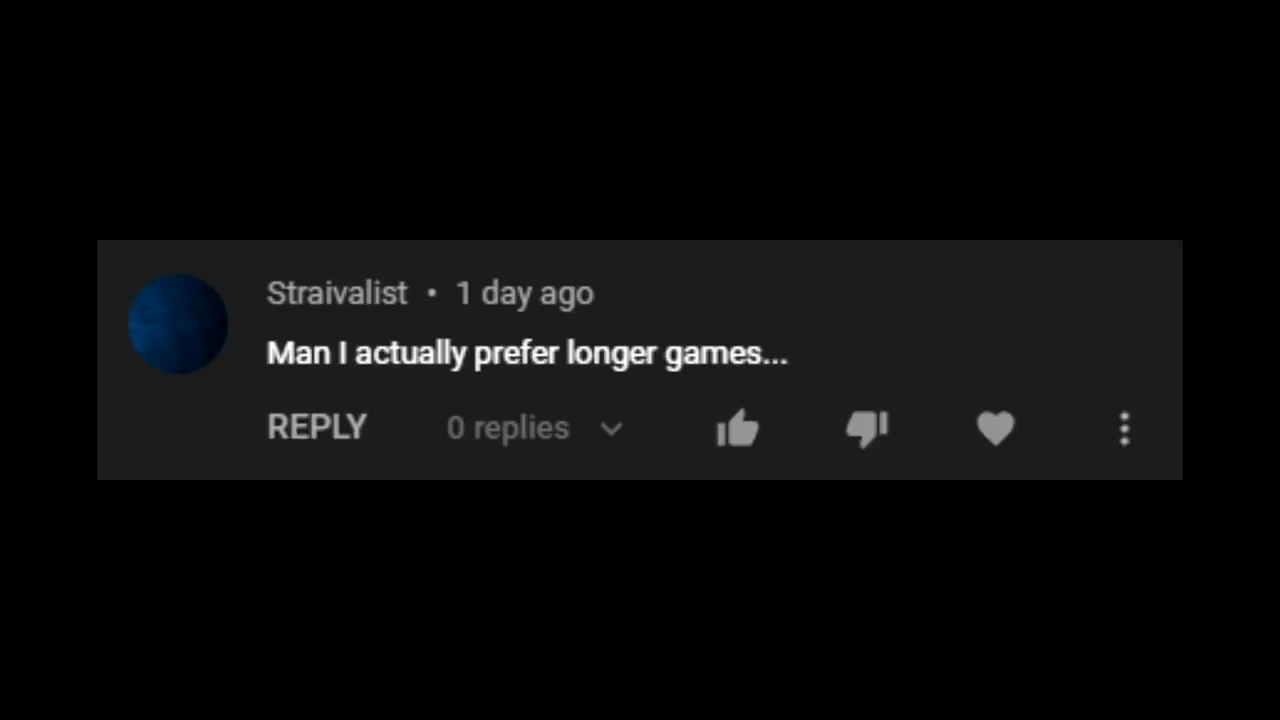 Straivalist • 1 day ago
Man I actually prefer longer games...
REPLY 0 replies